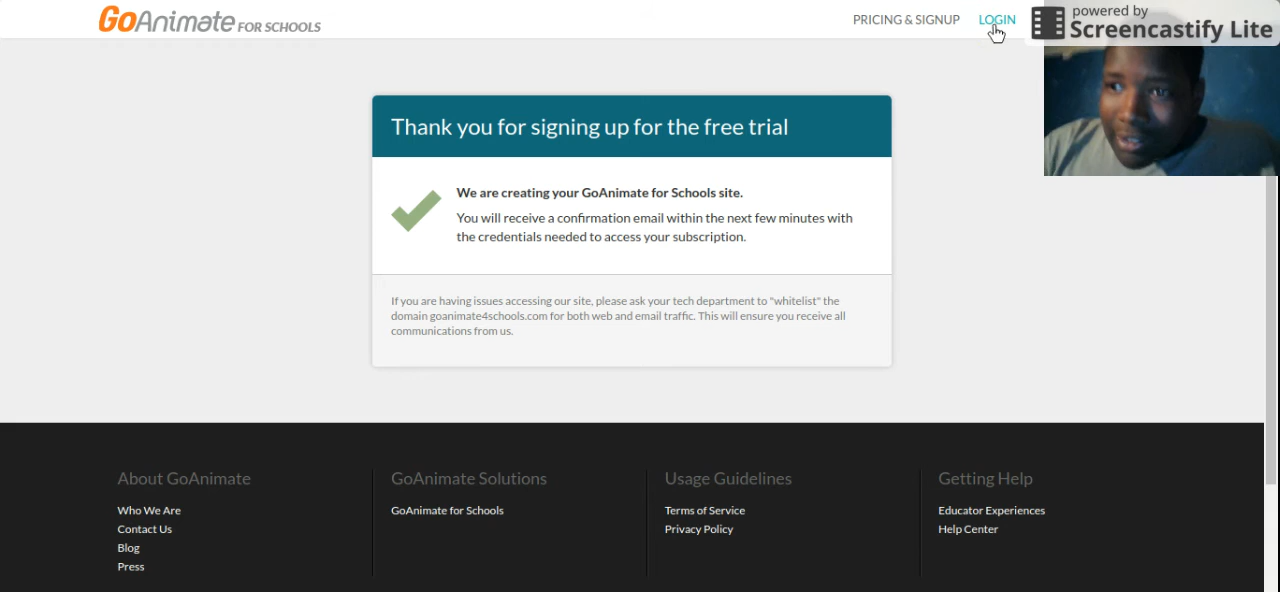 GoAnimate FOR SCHOOLS PRICING & SIGNUP LOGIN
powered by
Screencastify Lite
Thank you for signing up for the free trial
We are creating your GoAnimate for Schools site.
You will receive a confirmation email within the next few minutes with
the credentials needed to access your subscription.
If you are having issues accessing our site, please ask your tech department to "whitelist" the
domain goanimate4schools.com for both web and email traffic. This will ensure you receive all
communications from us.
About GoAnimate
Who We Are
Contact Us
Blog
Press
GoAnimate Solutions
GoAnimate for Schools
Usage Guidelines
Terms of Service
Privacy Policy
Getting Help
Educator Experiences
Help Center